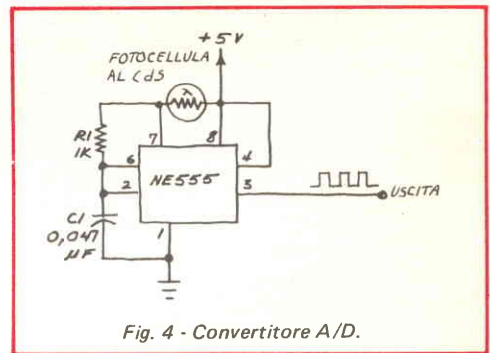 +5V
FOTOCELLULA
AL CdS
λ
R1
1K
7
8
6
4
2
NE555
3
USCITA
C1
0,047
µF
1
Fig. 4 - Convertitore A/D.